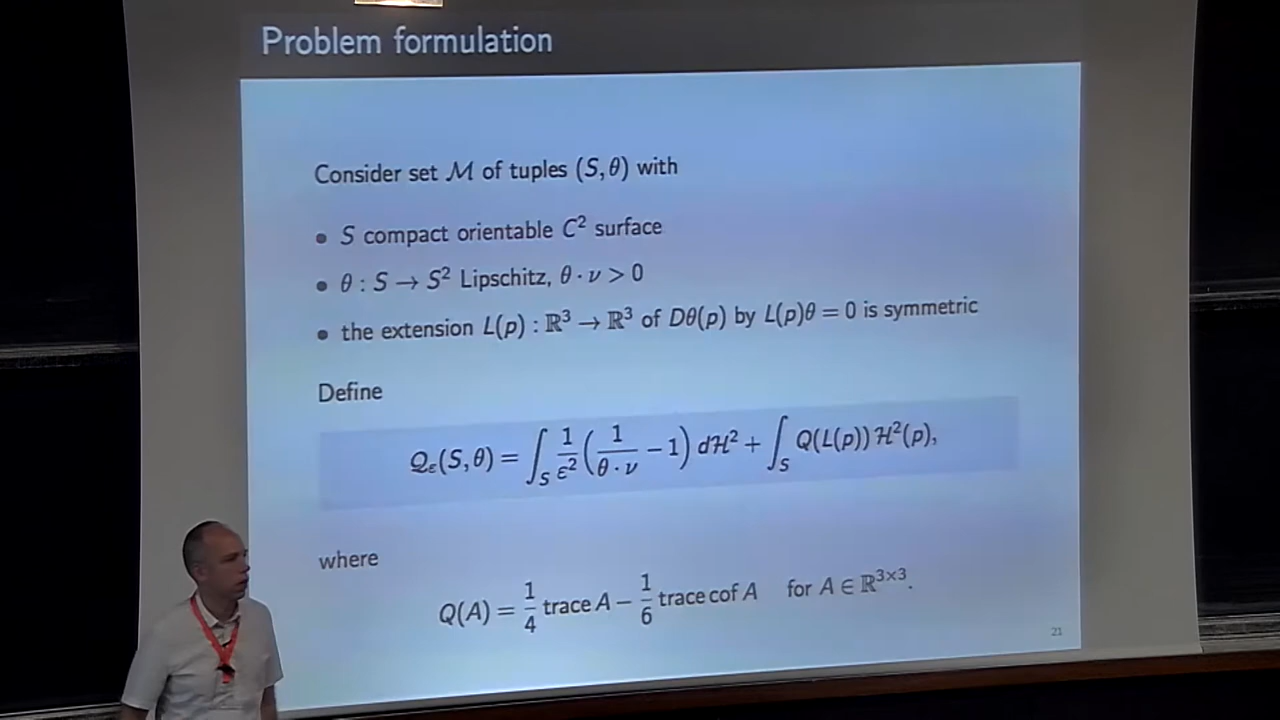 Problem formulation
Consider set ℳ of tuples (S, θ) with
• S compact orientable C² surface
• θ : S → S² Lipschitz, θ · ν > 0
• the extension L(p) : ℝ³ → ℝ³ of Dθ(p) by L(p)θ = 0 is symmetric
Define
𝒬_ε(S, θ) = ∫_S 1/ε² (1/(θ · ν) − 1) dℋ² + ∫_S Q(L(p)) ℋ²(p),
where
Q(A) = 1/4 trace A − 1/6 trace cof A for A ∈ ℝ^{3×3}.
21